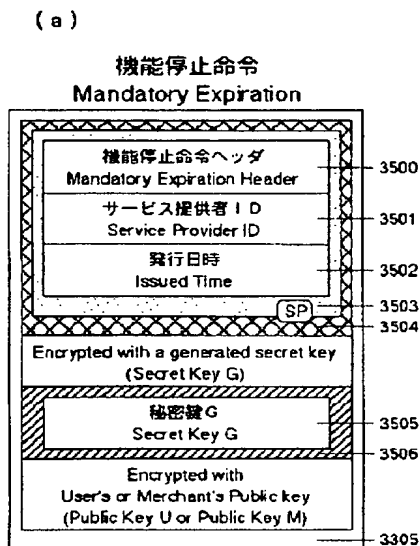 (a)
機能停止命令
Mandatory Expiration
機能停止命令ヘッダ
Mandatory Expiration Header
3500
サービス提供者ID
Service Provider ID
3501
発行日時
Issued Time
3502
3503
SP
3504
Encrypted with a generated secret key
(Secret Key G)
秘密鍵G
Secret Key G
3505
3506
Encrypted with
User's or Merchant's Public key
(Public Key U or Public Key M)
3305